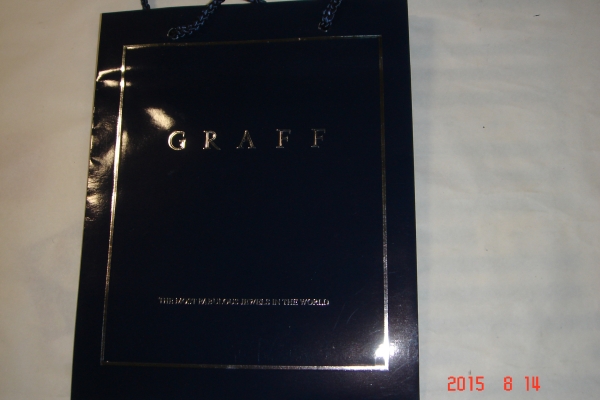 GRAFF
THE MOST FABULOUS JEWELS IN THE WORLD
2015 8 14